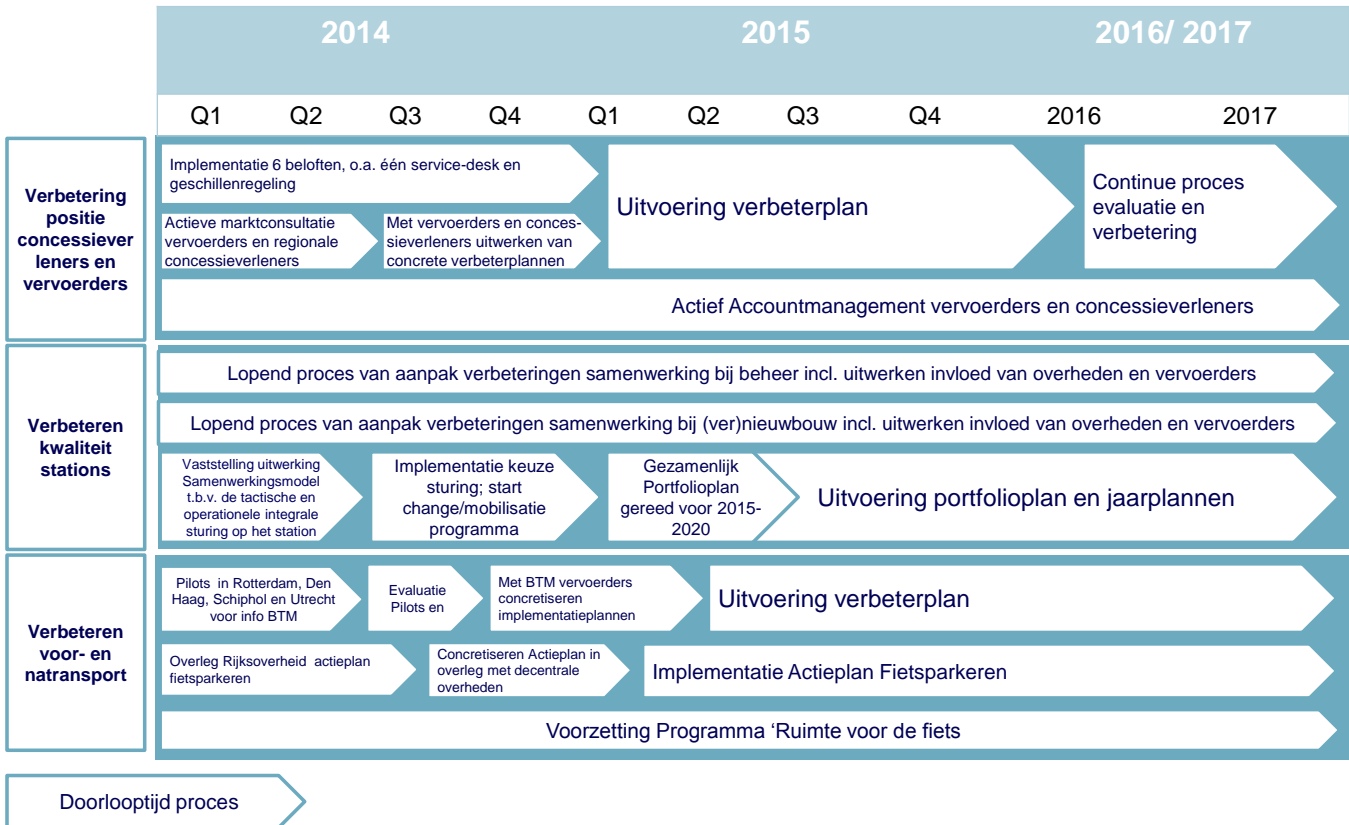 2014 2015 2016/ 2017
Q1 Q2 Q3 Q4 Q1 Q2 Q3 Q4 2016 2017
Verbetering
positie
concessiever
leners en
vervoerders
Implementatie 6 beloften, o.a. één service-desk en
geschillenregeling
Actieve marktconsultatie
vervoerders en regionale
concessieverleners
Met vervoerders en conces-
sieverleners uitwerken van
concrete verbeterplannen
Uitvoering verbeterplan
Continue proces
evaluatie en
verbetering
Actief Accountmanagement vervoerders en concessieverleners
Verbeteren
kwaliteit
stations
Lopend proces van aanpak verbeteringen samenwerking bij beheer incl. uitwerken invloed van overheden en vervoerders
Lopend proces van aanpak verbeteringen samenwerking bij (ver)nieuwbouw incl. uitwerken invloed van overheden en vervoerders
Vaststelling uitwerking
Samenwerkingsmodel
t.b.v. de tactische en
operationele integrale
sturing op het station
Implementatie keuze
sturing; start
change/mobilisatie
programma
Gezamenlijk
Portfolioplan
gereed voor 2015-
2020
Uitvoering portfolioplan en jaarplannen
Verbeteren
voor- en
natransport
Pilots in Rotterdam, Den
Haag, Schiphol en Utrecht
voor info BTM
Evaluatie
Pilots en
Met BTM vervoerders
concretiseren
implementatieplannen
Uitvoering verbeterplan
Overleg Rijksoverheid actieplan
fietsparkeren
Concretiseren Actieplan in
overleg met decentrale
overheden
Implementatie Actieplan Fietsparkeren
Voorzetting Programma ‘Ruimte voor de fiets
Doorlooptijd proces